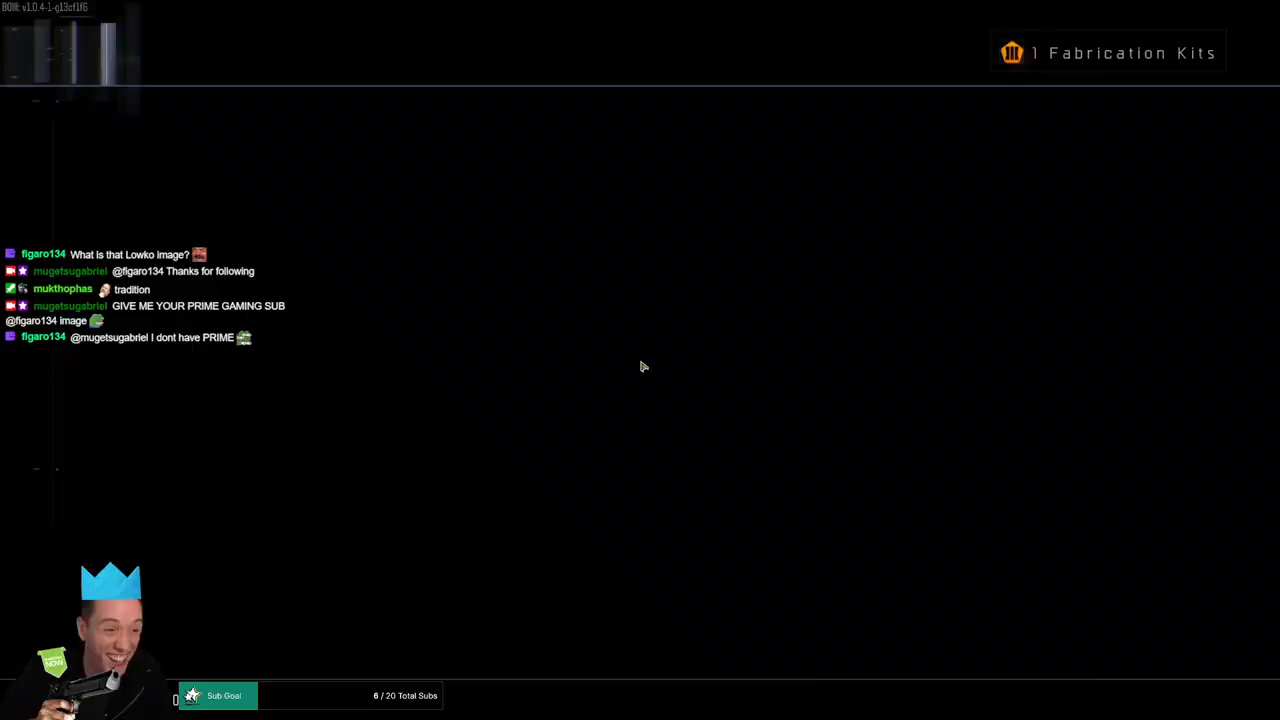 BOIII: v1.0.4-1-g13cf1f6
1 Fabrication Kits
figaro134 What is that Lowko image?
mugetsugabriel @figaro134 Thanks for following
mukthophas tradition
mugetsugabriel GIVE ME YOUR PRIME GAMING SUB
@figaro134 image
figaro134 @mugetsugabriel I dont have PRIME
NOW
Sub Goal
6 / 20 Total Subs